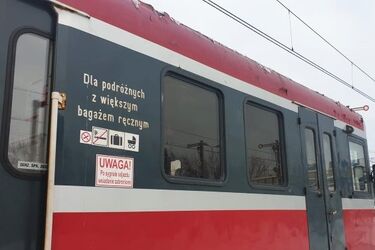 Dla podróżnych
z większym
bagażem ręcznym
UWAGA!
Po sygnale odjazdu
wsiadanie zabronione